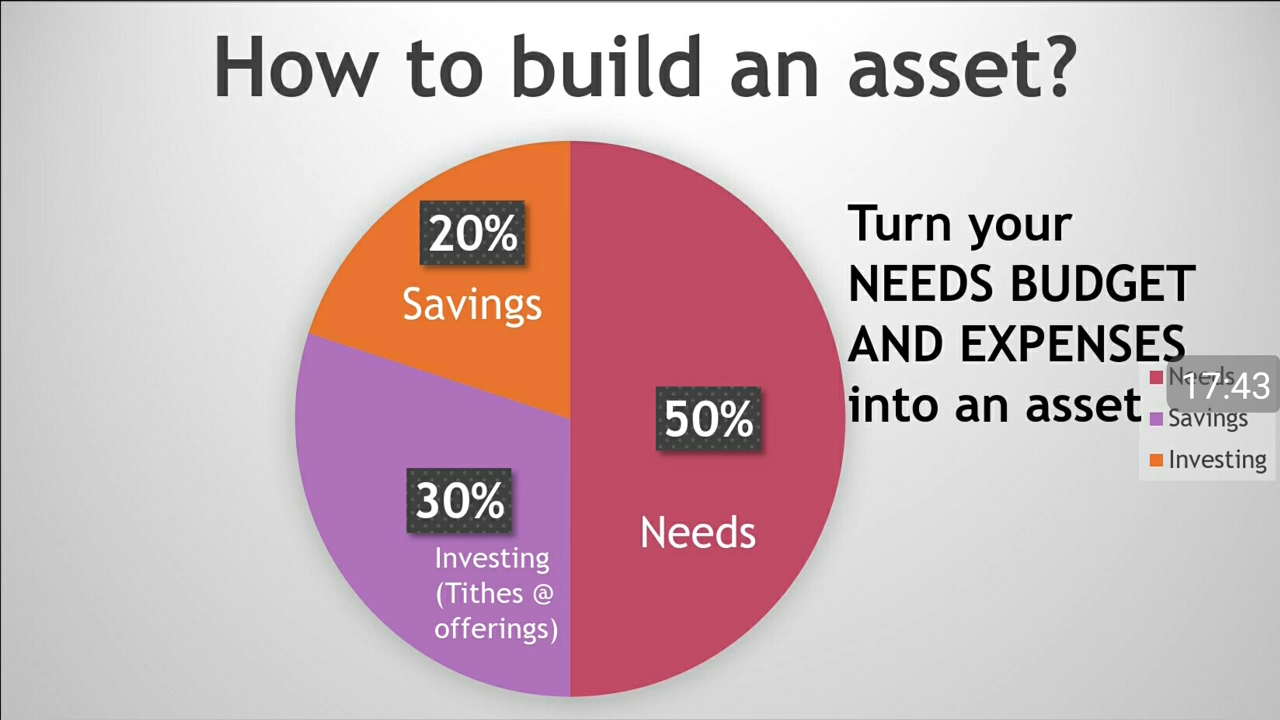 How to build an asset?
20%
Savings
50%
Needs
30%
Investing
(Tithes @
offerings)
Turn your
NEEDS BUDGET
AND EXPENSES
into an asset
Needs
17:43
Savings
Investing